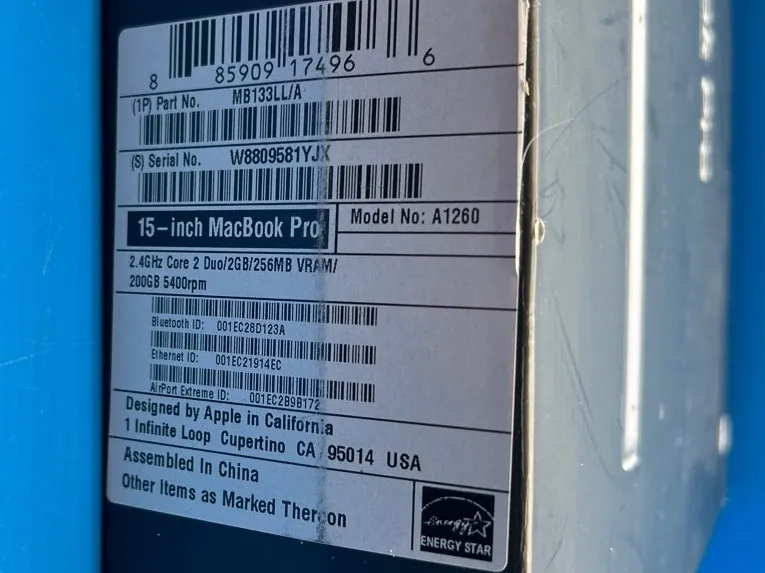 8 85909 17496 6
(1P) Part No. MB133LL/A
(S) Serial No. W8809581YJX
15-inch MacBook Pro
Model No: A1260
2.4GHz Core 2 Duo/2GB/256MB VRAM/
200GB 5400rpm
Bluetooth ID: 001EC28D123A
Ethernet ID: 001EC21914EC
AirPort Extreme ID: 001EC2B9B172
Designed by Apple in California
1 Infinite Loop Cupertino CA 95014 USA
Assembled In China
Other Items as Marked Thereon
energy
ENERGY STAR